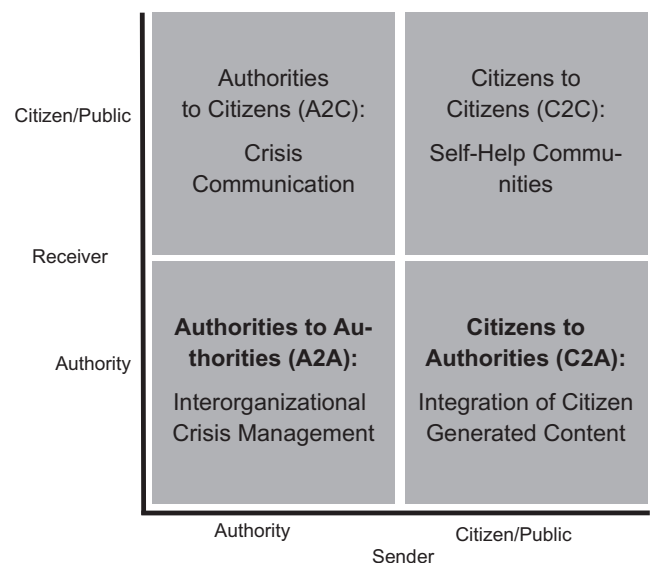 Citizen/Public
Authorities
to Citizens (A2C):
Crisis
Communication
Citizens to
Citizens (C2C):
Self-Help Commu-
nities
Receiver
Authority
Authorities to Au-
thorities (A2A):
Interorganizational
Crisis Management
Citizens to
Authorities (C2A):
Integration of Citizen
Generated Content
Authority
Citizen/Public
Sender